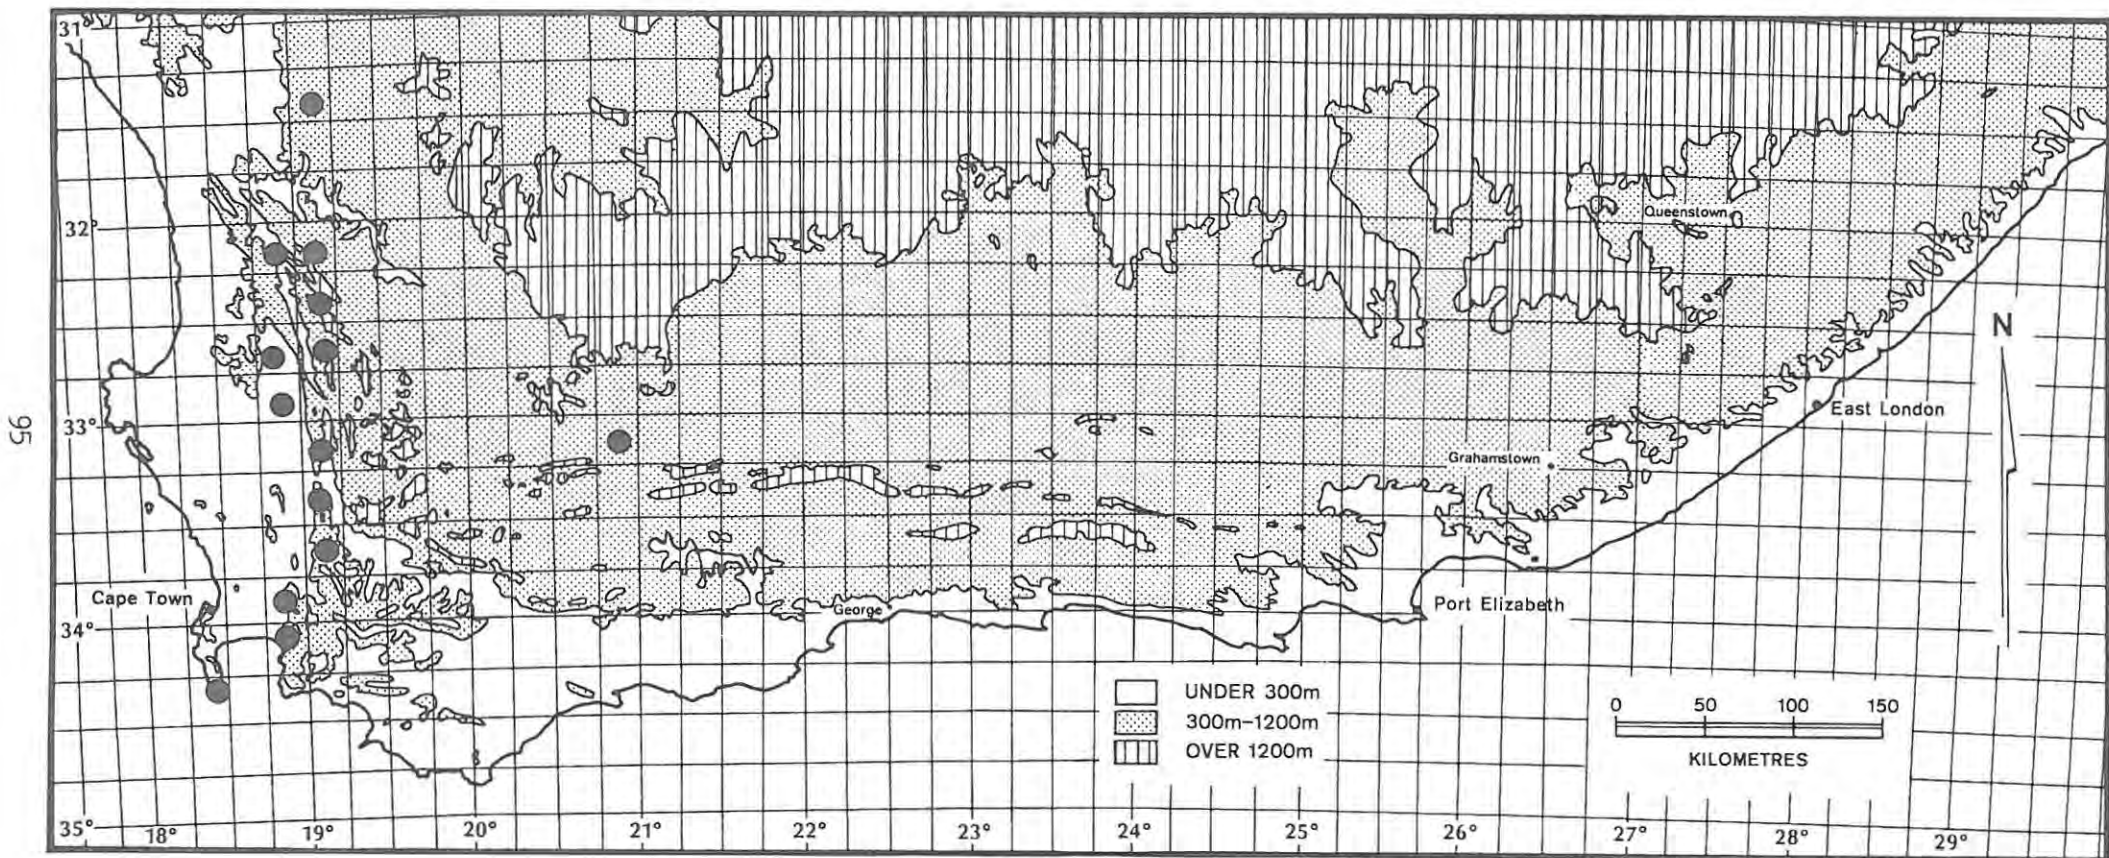 31°
32°
33°
34°
35°
18°
19°
20°
21°
22°
23°
24°
25°
26°
27°
28°
29°
Queenstown
N
East London
Grahamstown
Cape Town
George
Port Elizabeth
UNDER 300m
300m–1200m
OVER 1200m
0 50 100 150
KILOMETRES
95